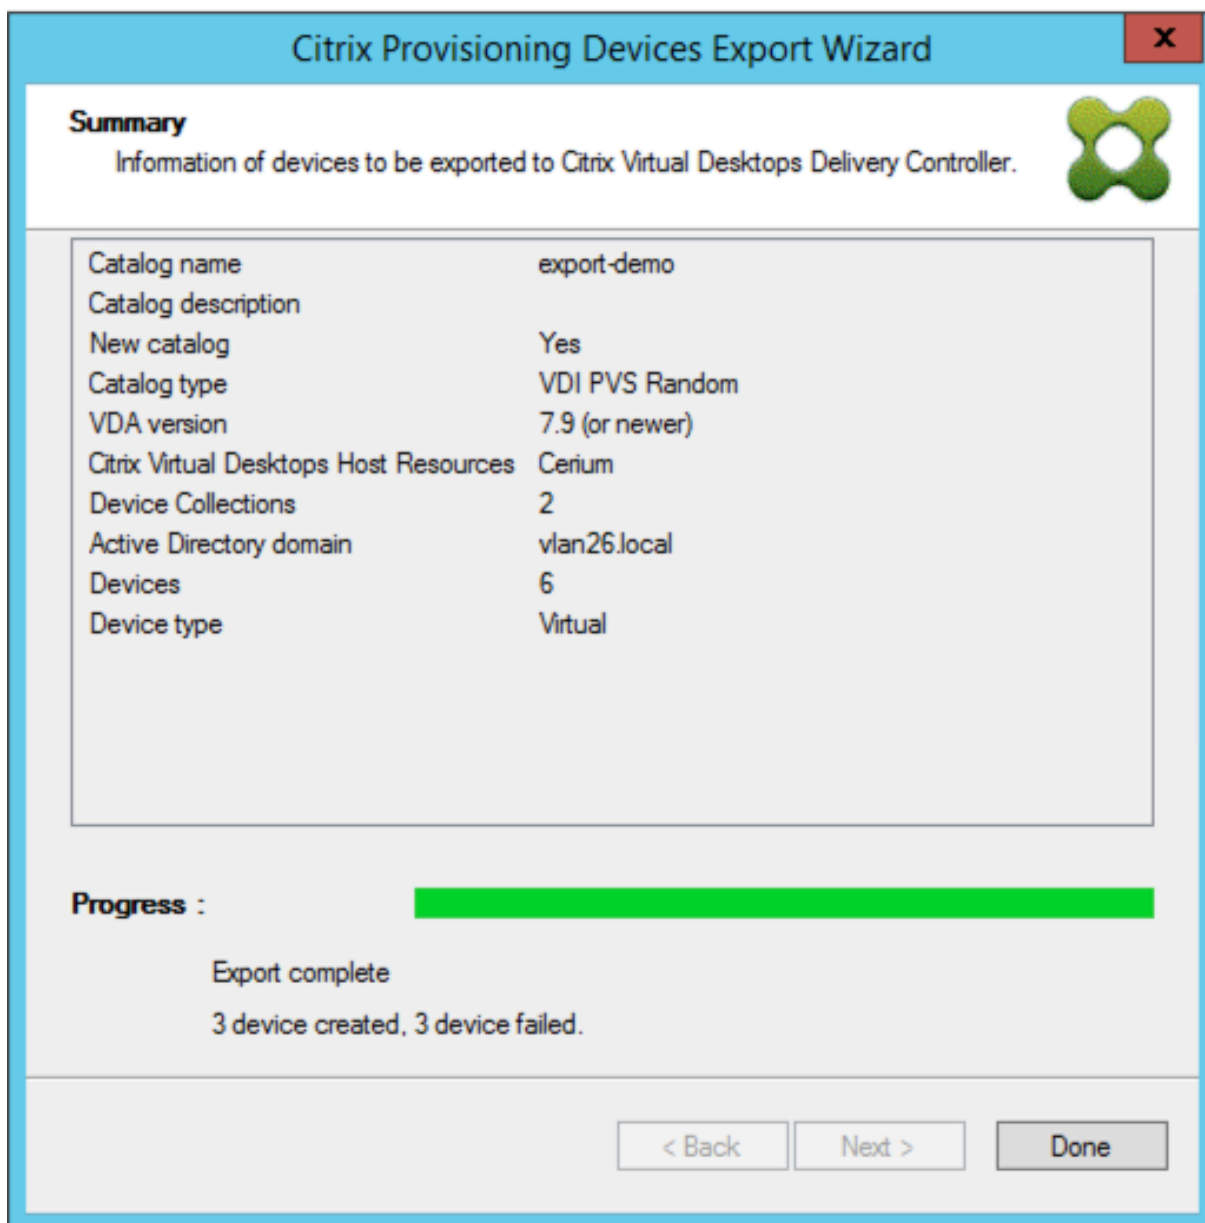 Citrix Provisioning Devices Export Wizard
x
Summary
Information of devices to be exported to Citrix Virtual Desktops Delivery Controller.
Catalog name export-demo
Catalog description
New catalog Yes
Catalog type VDI PVS Random
VDA version 7.9 (or newer)
Citrix Virtual Desktops Host Resources Cerium
Device Collections 2
Active Directory domain vlan26.local
Devices 6
Device type Virtual
Progress :
Export complete
3 device created, 3 device failed.
< Back Next > Done